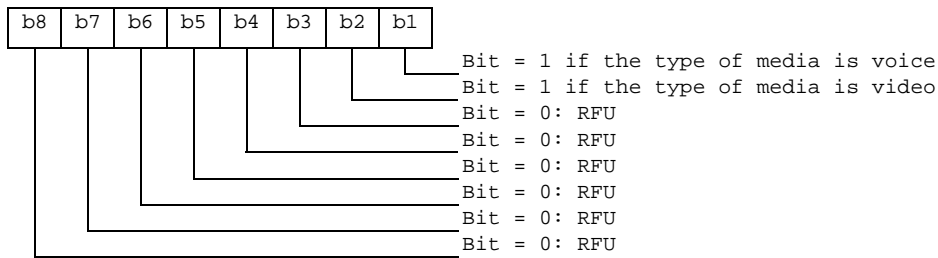 b8 b7 b6 b5 b4 b3 b2 b1
Bit = 1 if the type of media is voice
Bit = 1 if the type of media is video
Bit = 0: RFU
Bit = 0: RFU
Bit = 0: RFU
Bit = 0: RFU
Bit = 0: RFU
Bit = 0: RFU